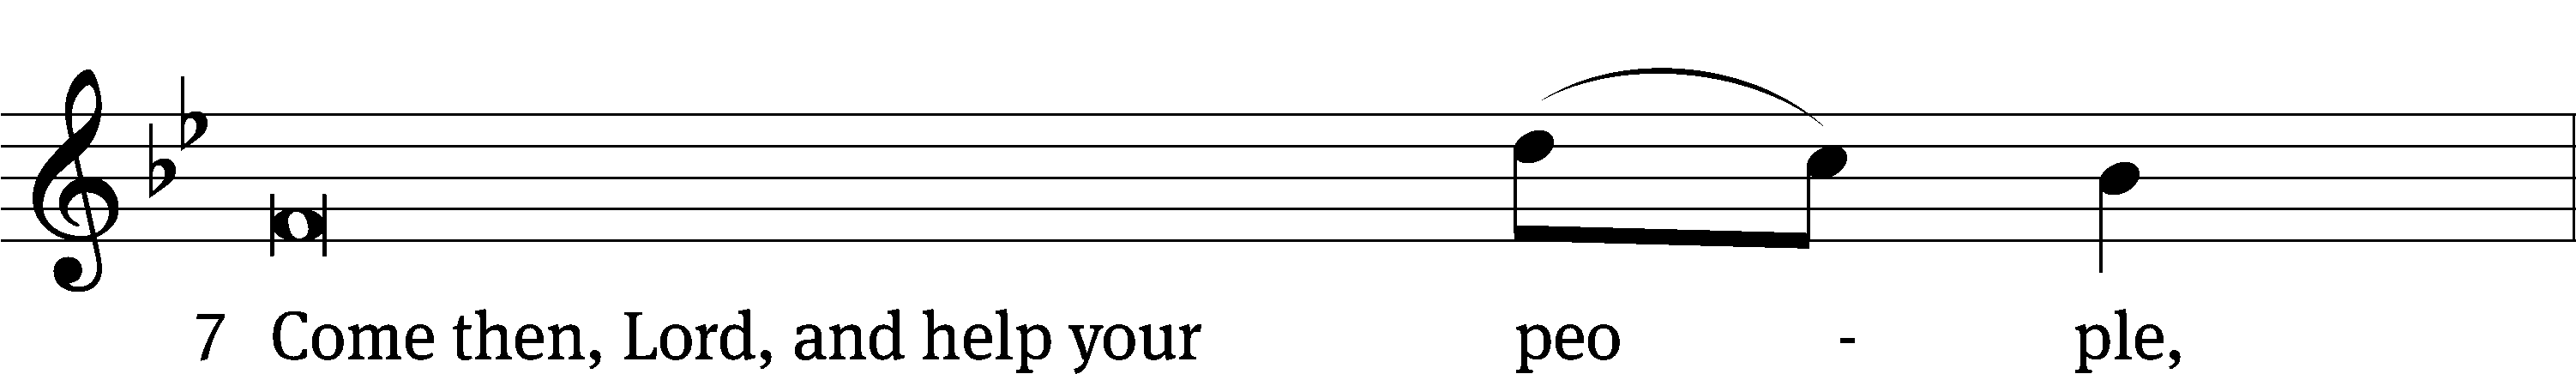 7 Come then, Lord, and help your peo - ple,